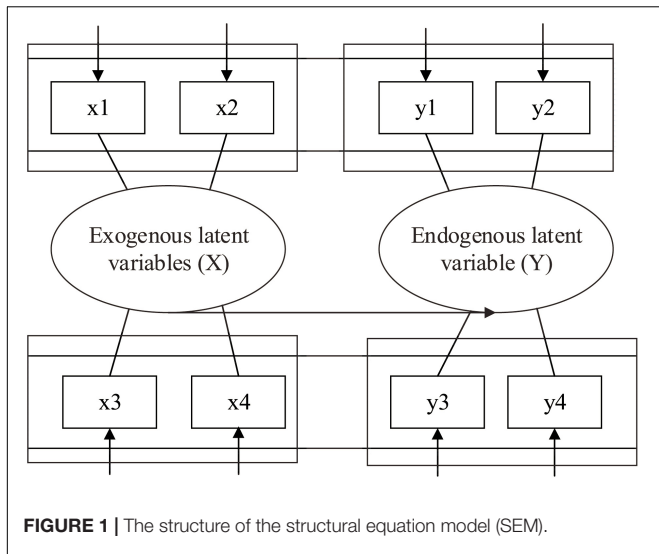 x1 x2 y1 y2
Exogenous latent
variables (X)
Endogenous latent
variable (Y)
x3 x4 y3 y4
FIGURE 1 | The structure of the structural equation model (SEM).